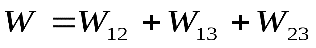 W = W₁₂ + W₁₃ + W₂₃